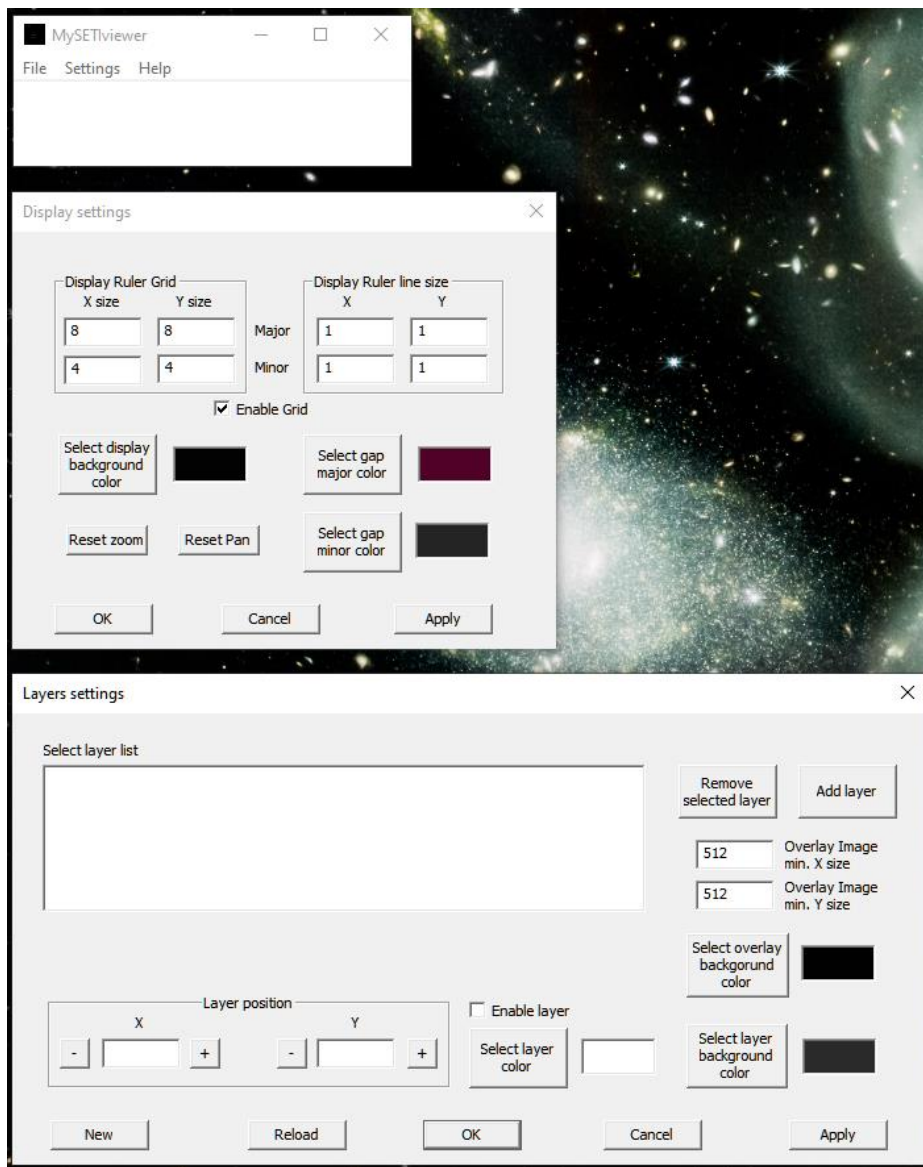 MySETIviewer
File Settings Help
Display settings
Display Ruler Grid
X size Y size
8 8
4 4
Major
Minor
Display Ruler line size
X Y
1 1
1 1
Enable Grid
Select display
background
color
Select gap
major color
Reset zoom
Reset Pan
Select gap
minor color
OK
Cancel
Apply
Layers settings
Select layer list
Remove
selected layer
Add layer
512
Overlay Image
min. X size
512
Overlay Image
min. Y size
Select overlay
backgorund
color
Layer position
X
Y
- +
- +
Enable layer
Select layer
color
Select layer
background
color
New
Reload
OK
Cancel
Apply